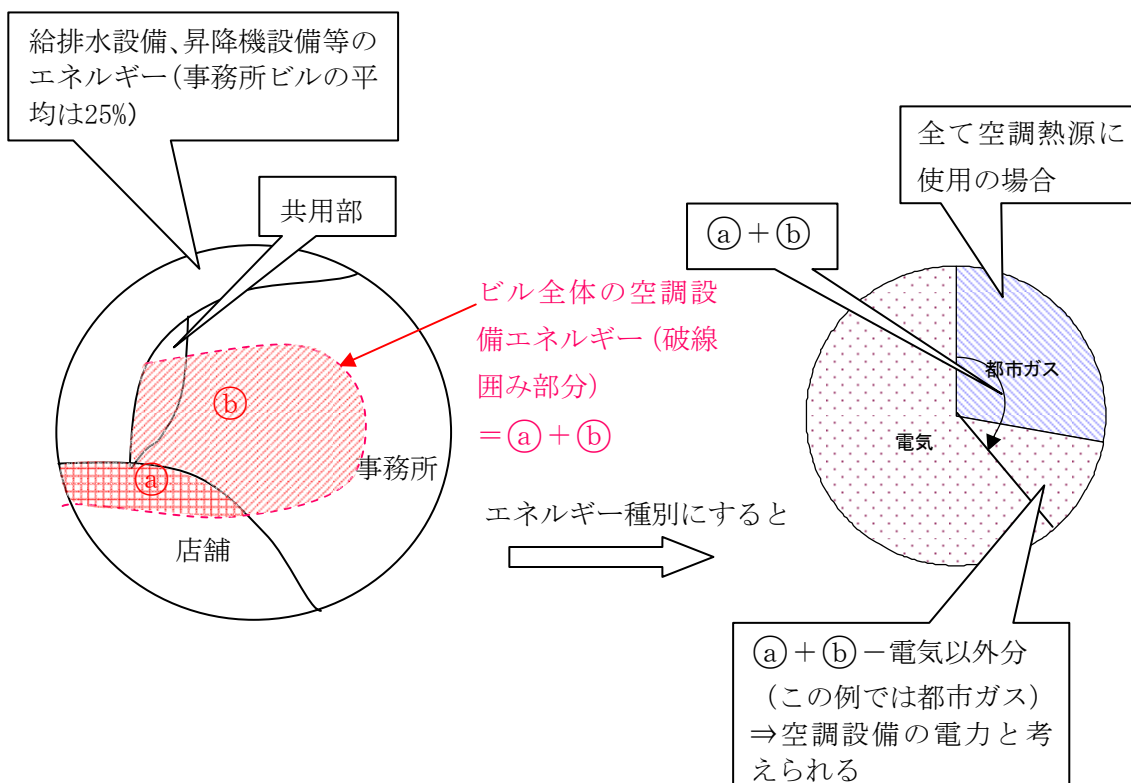 給排水設備、昇降機設備等の
エネルギー（事務所ビルの平
均は25%）
共用部
ビル全体の空調設
備エネルギー（破線
囲み部分）
＝ⓐ＋ⓑ
ⓑ
ⓐ
事務所
店舗
エネルギー種別にすると
全て空調熱源に
使用の場合
ⓐ＋ⓑ
都市ガス
電気
ⓐ＋ⓑ－電気以外分
（この例では都市ガス）
⇒空調設備の電力と考
えられる